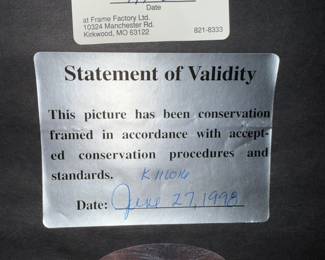 Date
at Frame Factory Ltd.
10324 Manchester Rd.
Kirkwood, MO 63122 821-8333
Statement of Validity
This picture has been conservation
framed in accordance with accept-
ed conservation procedures and
standards.
Date: June 27, 1998